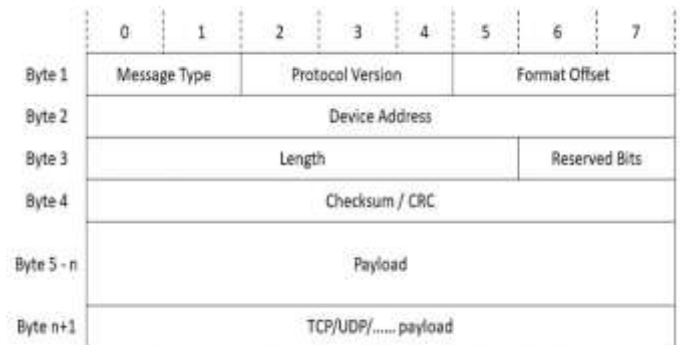 0 1 2 3 4 5 6 7
Byte 1 Message Type Protocol Version Format Offset
Byte 2 Device Address
Byte 3 Length Reserved Bits
Byte 4 Checksum / CRC
Byte 5 - n Payload
Byte n+1 TCP/UDP/...... payload